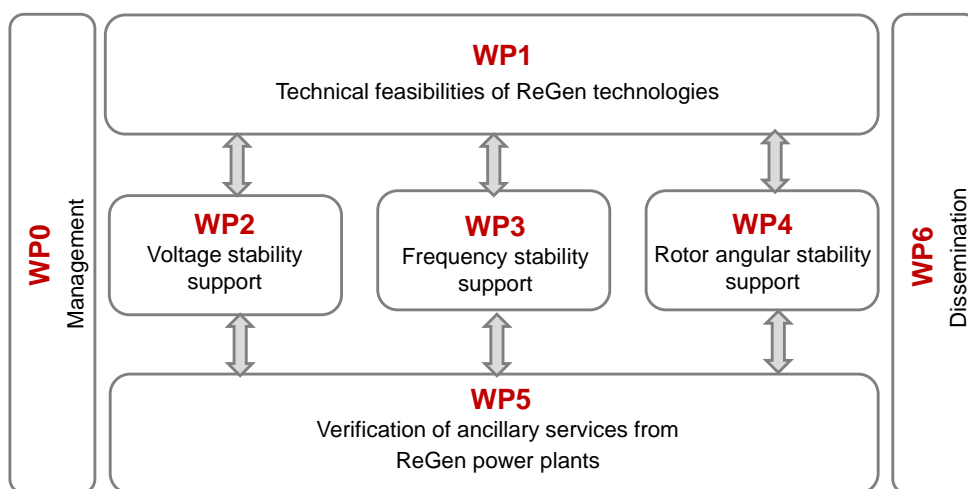 WP0
Management
WP1
Technical feasibilities of ReGen technologies
WP2
Voltage stability
support
WP3
Frequency stability
support
WP4
Rotor angular stability
support
WP5
Verification of ancillary services from
ReGen power plants
WP6
Dissemination